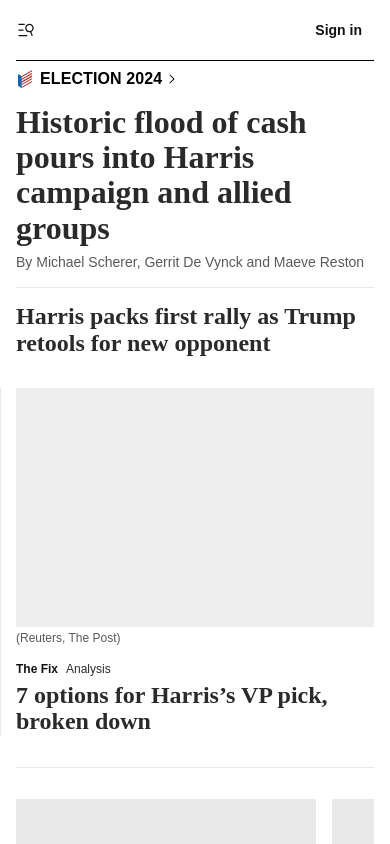 Sign in
ELECTION 2024
Historic flood of cash
pours into Harris
campaign and allied
groups
By Michael Scherer, Gerrit De Vynck and Maeve Reston
Harris packs first rally as Trump
retools for new opponent
(Reuters, The Post)
The Fix Analysis
7 options for Harris’s VP pick,
broken down